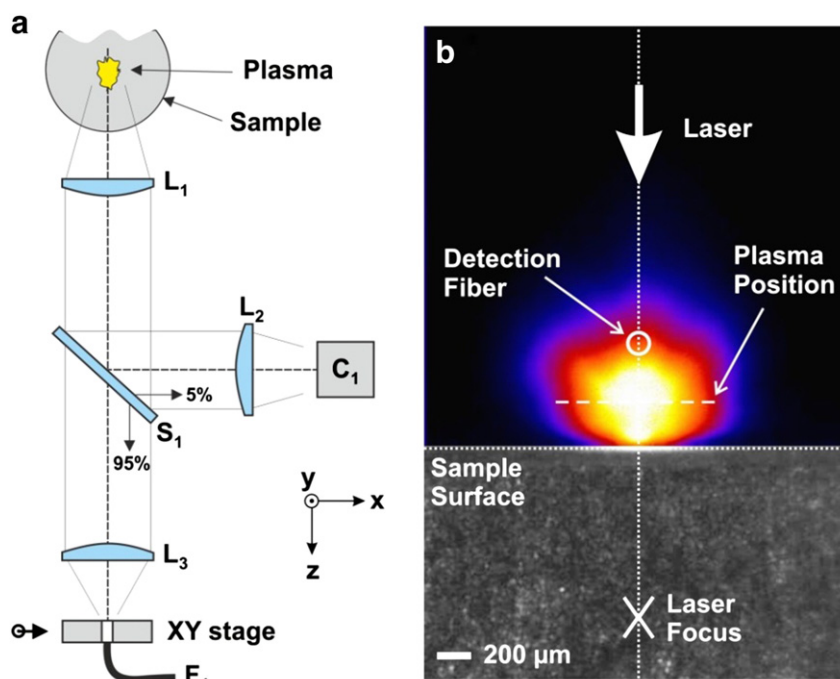 a
Plasma
Sample
L1
L2
C1
5%
S1
95%
y
x
z
L3
XY stage
b
Laser
Detection
Fiber
Plasma
Position
Sample
Surface
Laser
Focus
200 µm